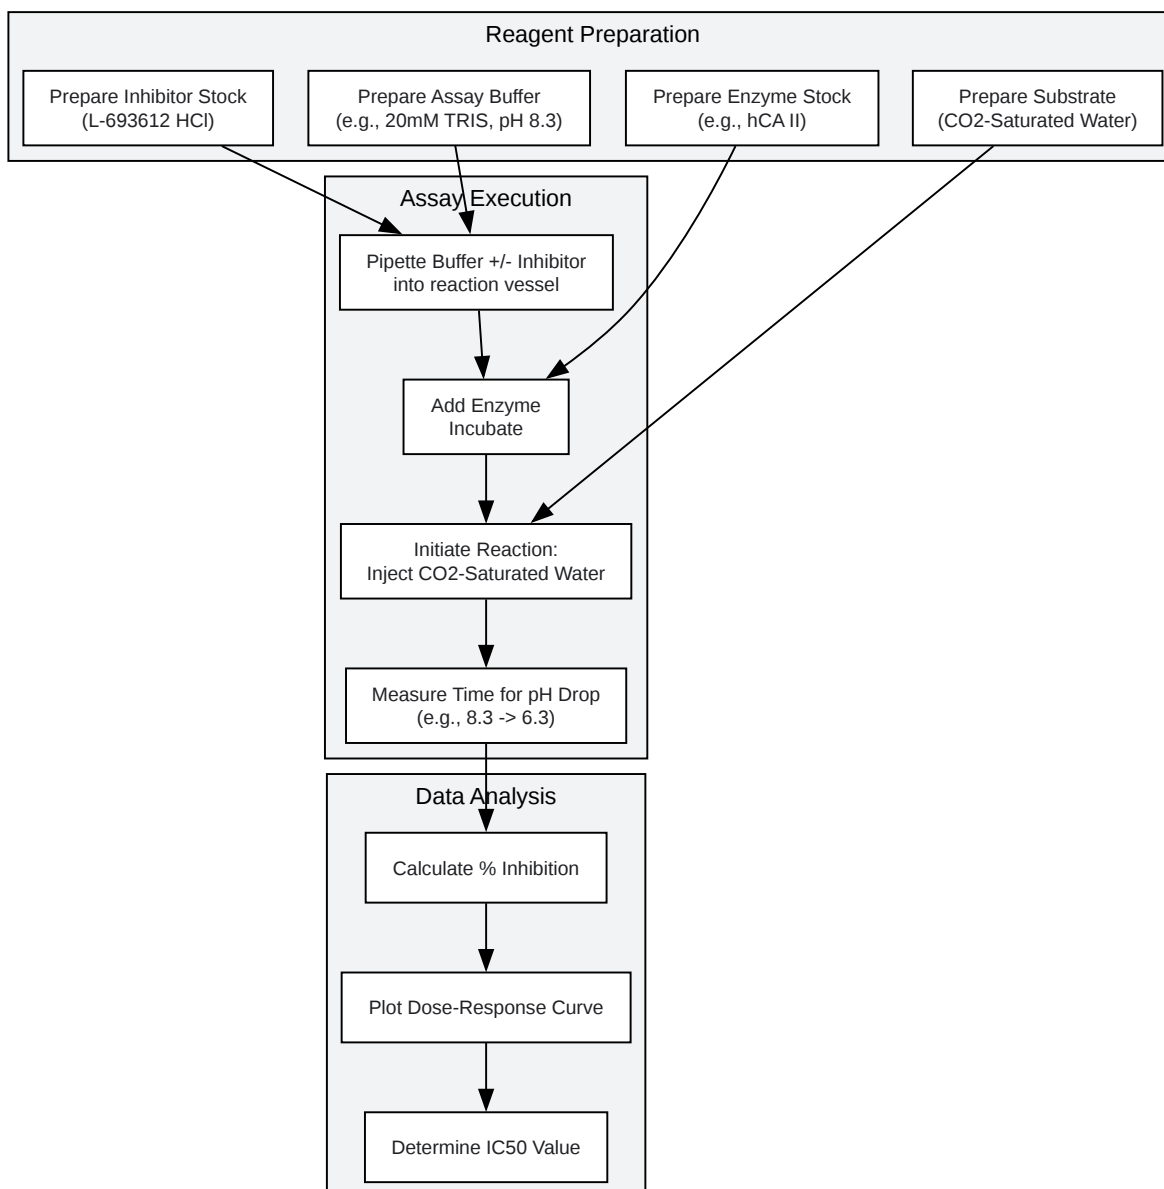 Reagent Preparation
Prepare Inhibitor Stock
(L-693612 HCl)
Prepare Assay Buffer
(e.g., 20mM TRIS, pH 8.3)
Prepare Enzyme Stock
(e.g., hCA II)
Prepare Substrate
(CO2-Saturated Water)
Assay Execution
Pipette Buffer +/- Inhibitor
into reaction vessel
Add Enzyme
Incubate
Initiate Reaction:
Inject CO2-Saturated Water
Measure Time for pH Drop
(e.g., 8.3 -> 6.3)
Data Analysis
Calculate % Inhibition
Plot Dose-Response Curve
Determine IC50 Value